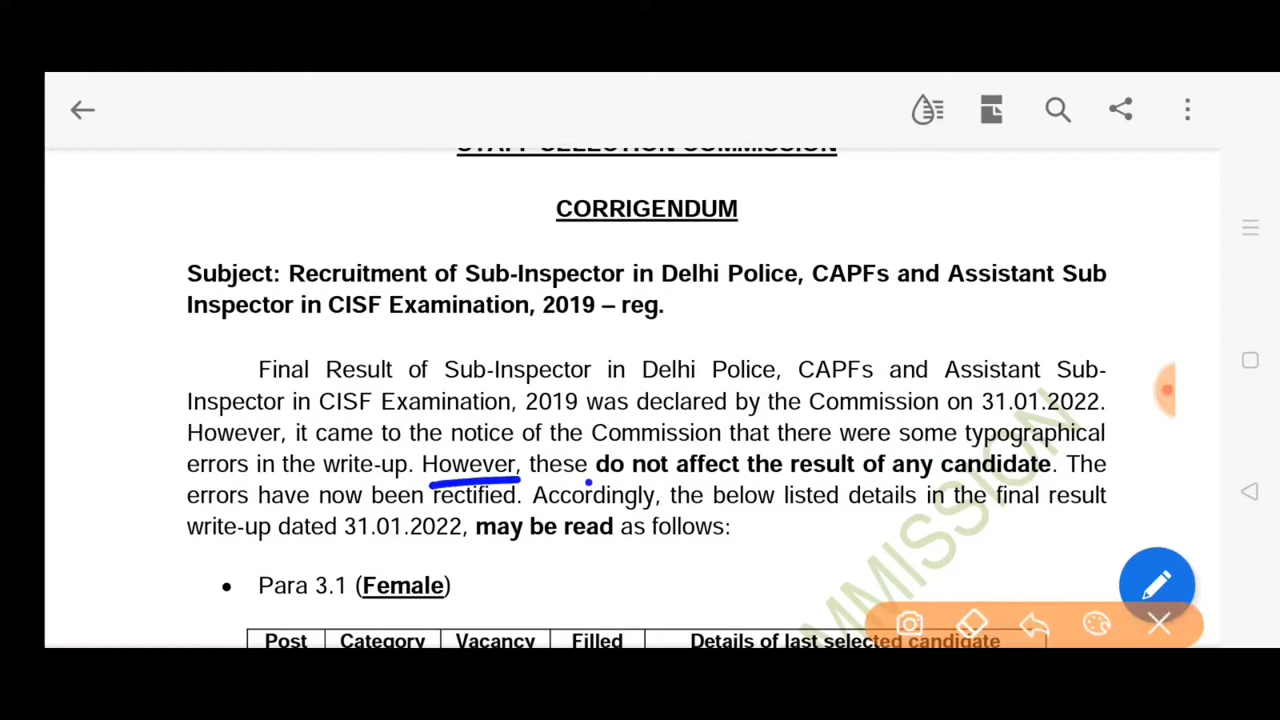 STAFF SELECTION COMMISSION
CORRIGENDUM
Subject: Recruitment of Sub-Inspector in Delhi Police, CAPFs and Assistant Sub
Inspector in CISF Examination, 2019 – reg.
Final Result of Sub-Inspector in Delhi Police, CAPFs and Assistant Sub-
Inspector in CISF Examination, 2019 was declared by the Commission on 31.01.2022.
However, it came to the notice of the Commission that there were some typographical
errors in the write-up. However, these do not affect the result of any candidate. The
errors have now been rectified. Accordingly, the below listed details in the final result
write-up dated 31.01.2022, may be read as follows:
• Para 3.1 (Female)
Post Category Vacancy Filled Details of last selected candidate
MMISSION